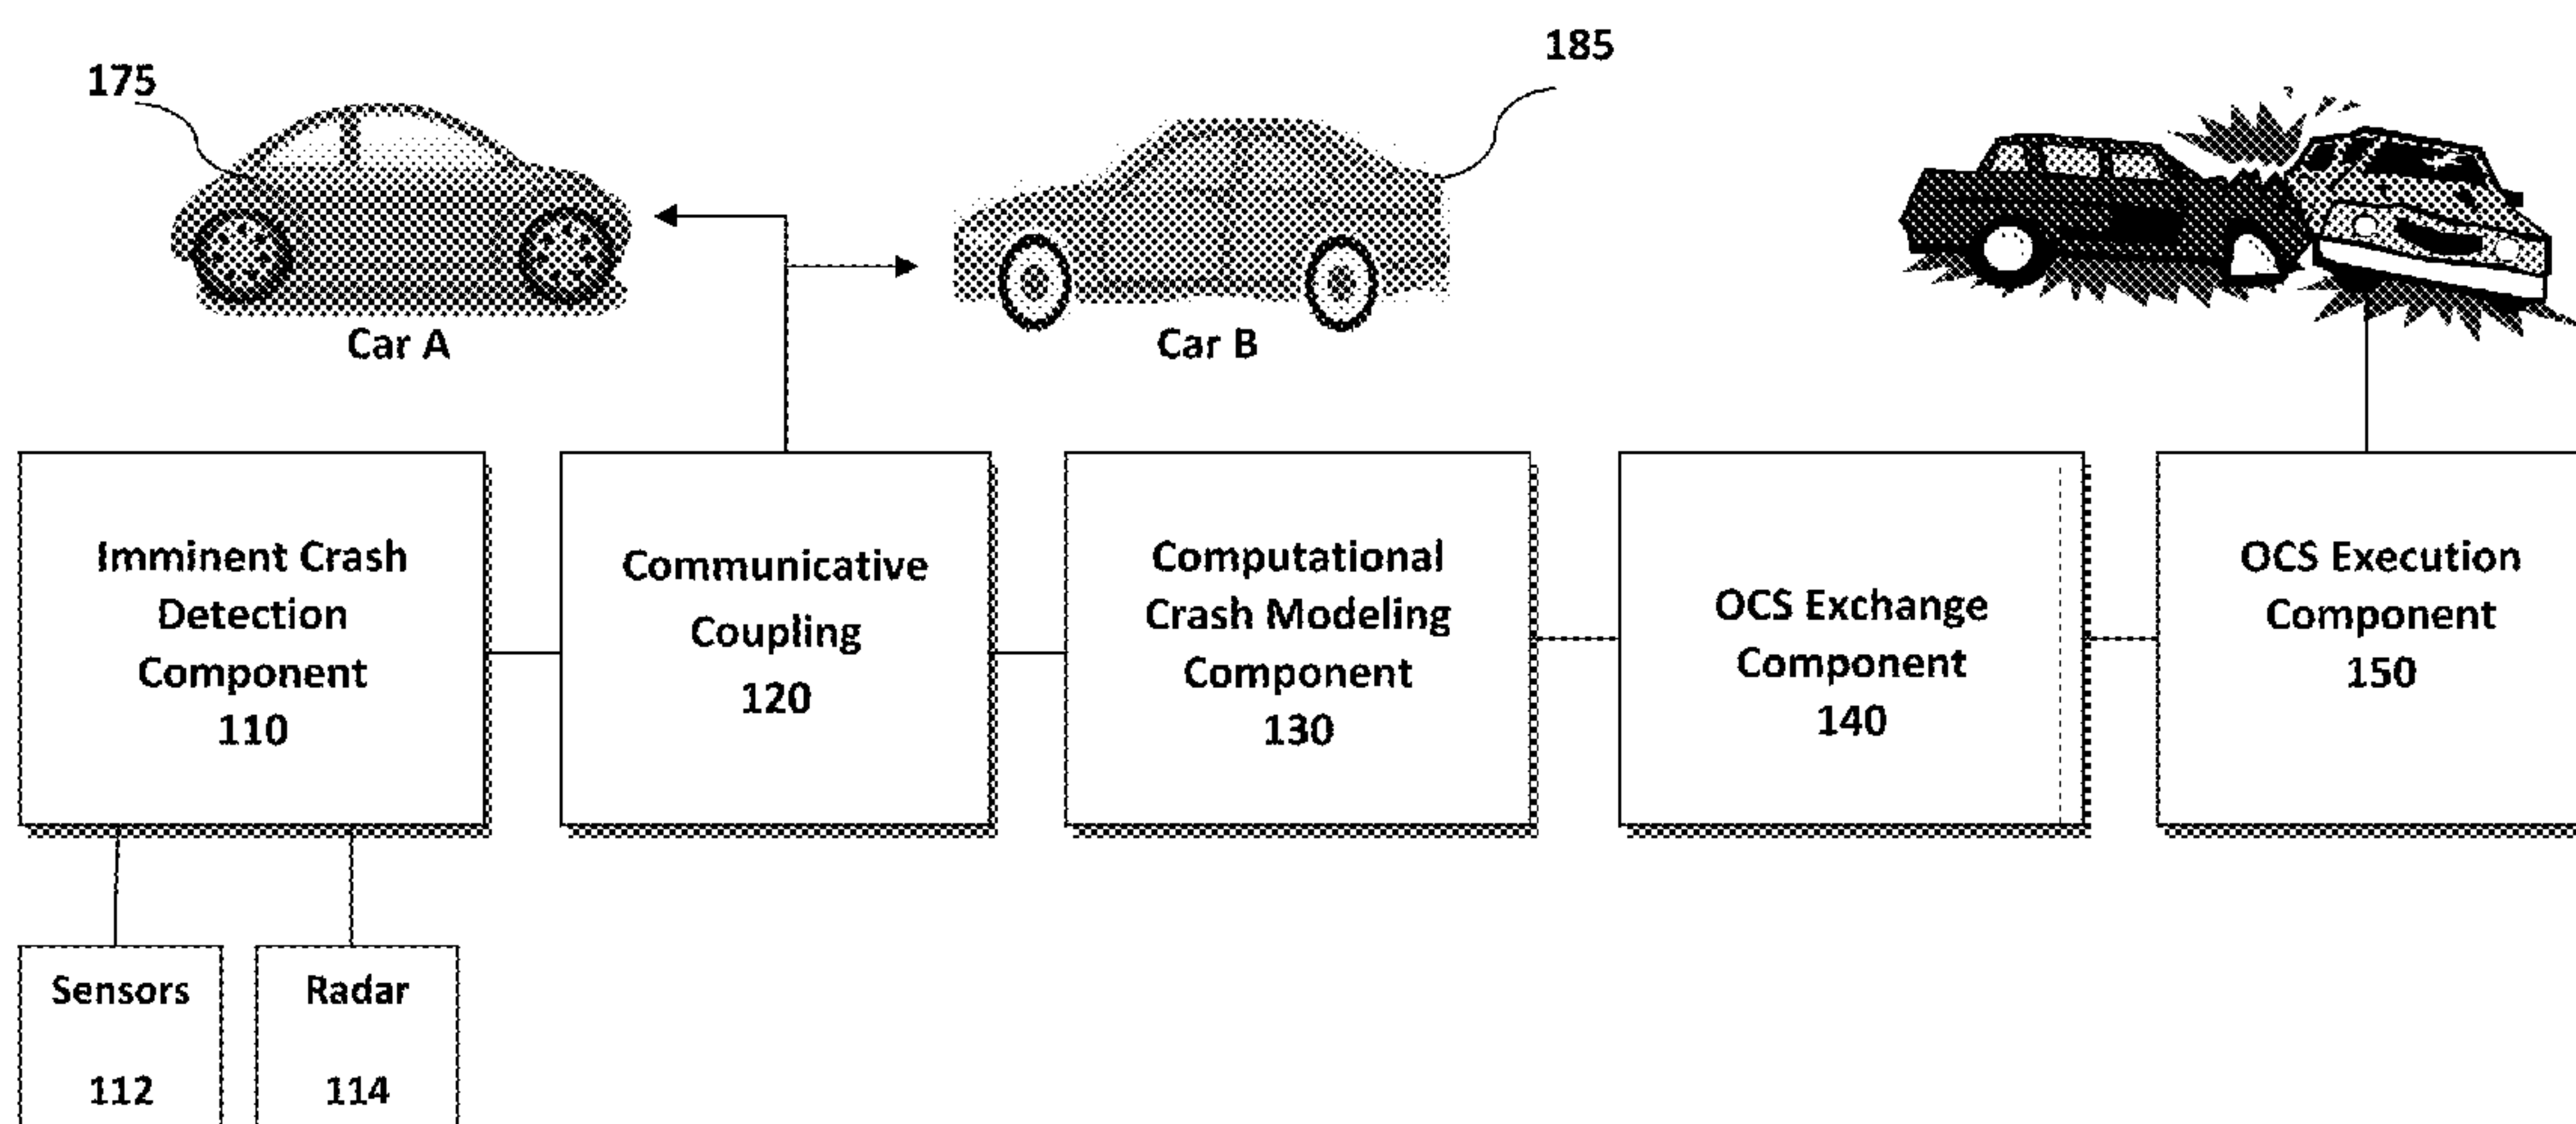 175
185
Car A
Car B
Imminent Crash
Detection
Component
110
Communicative
Coupling
120
Computational
Crash Modeling
Component
130
OCS Exchange
Component
140
OCS Execution
Component
150
Sensors
112
Radar
114